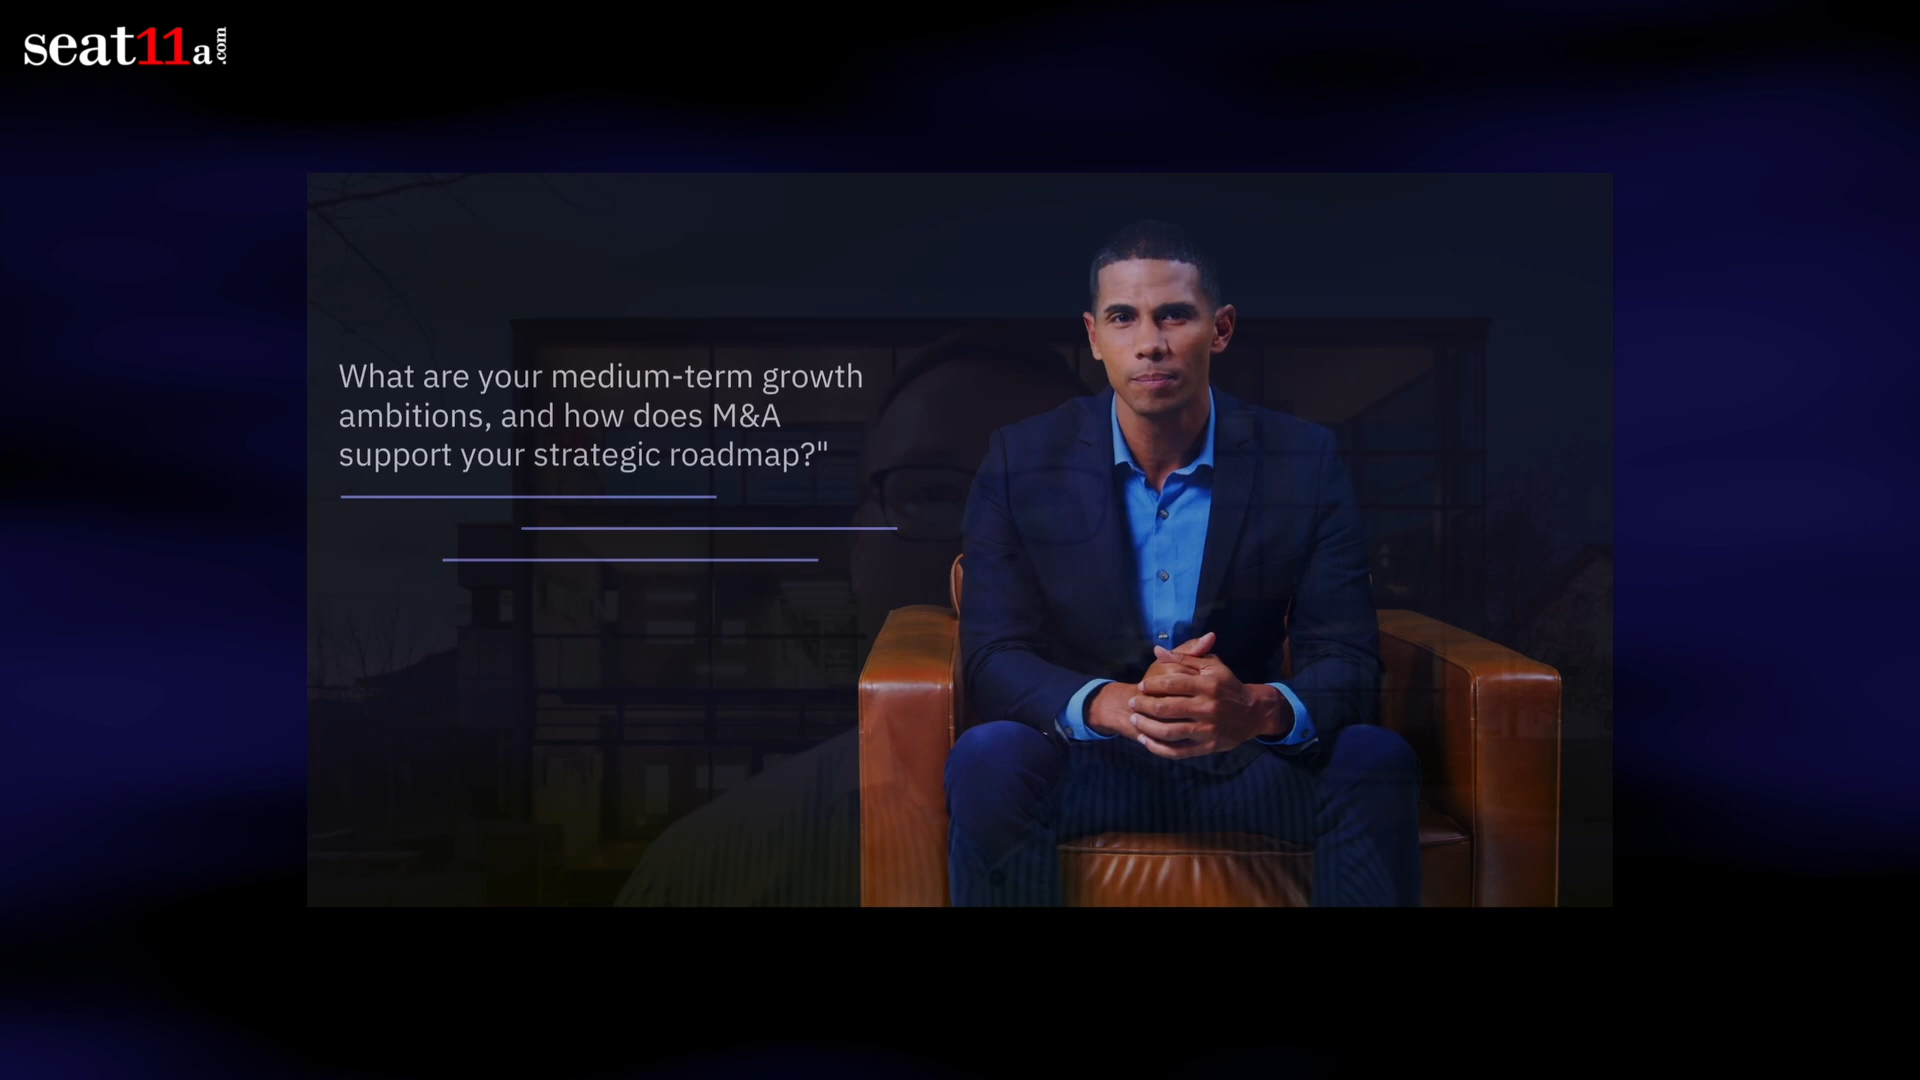 seat11a.com
What are your medium-term growth
ambitions, and how does M&A
support your strategic roadmap?"